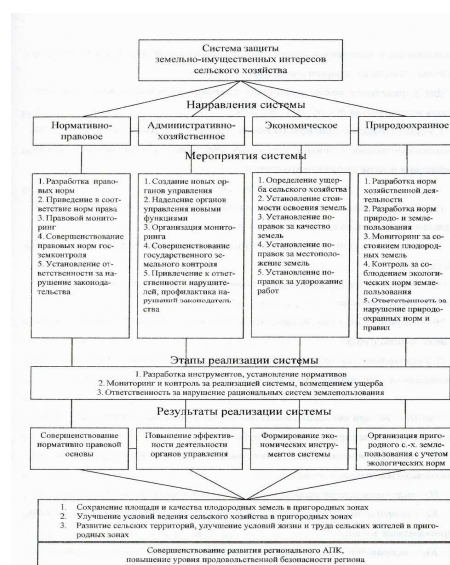 Система защиты
земельно-имущественных интересов
сельского хозяйства
Направления системы
Нормативно-
правовое
Административно-
хозяйственное
Экономическое
Природоохранное
Мероприятия системы
1. Разработка право-
вых норм
2. Приведение в соот-
ветствие норм права
3. Правовой монито-
ринг
4. Совершенствование
правовых норм гос-
земконтроля
5. Установление от-
ветственности за на-
рушение законода-
тельства
1. Создание новых ор-
ганов управления
2. Наделение органов
управления новыми
функциями
3. Организация монито-
ринга
4. Совершенствование
государственного зе-
мельного контроля
5. Привлечение к ответ-
ственности нарушите-
лей, профилактика на-
рушений законодатель-
ства
1. Определение ущер-
ба сельского хозяйства
2. Установление стои-
мости освоения земель
3. Установление по-
правок за качество
земель
4. Установление по-
правок за местополо-
жение земель
5. Установление по-
правок за удорожание
работ
1. Разработка норм
хозяйственной дея-
тельности
2. Разработка норм
природо- и земле-
пользования
3. Мониторинг за со-
стоянием плодород-
ных земель
4. Контроль за со-
блюдением экологиче-
ских норм земле-
пользования
5. Ответственность за
нарушение природо-
охранных норм и
правил
Этапы реализации системы
1. Разработка инструментов, установление нормативов
2. Мониторинг и контроль за реализацией системы, возмещением ущерба
3. Ответственность за нарушение рациональных систем землепользования
Результаты реализации системы
Совершенствование
нормативно правовой
основы
Повышение эффектив-
ности деятельности
органов управления
Формирование эко-
номических инстру-
ментов системы
Организация приго-
родного с.-х. земле-
пользования с учетом
экологических норм
1. Сохранение площади и качества плодородных земель в пригородных зонах
2. Улучшение условий ведения сельского хозяйства в пригородных зонах
3. Развитие сельских территорий, улучшение условий жизни и труда сельских жителей в приго-
родных зонах
Совершенствование развития регионального АПК,
повышение уровня продовольственной безопасности региона